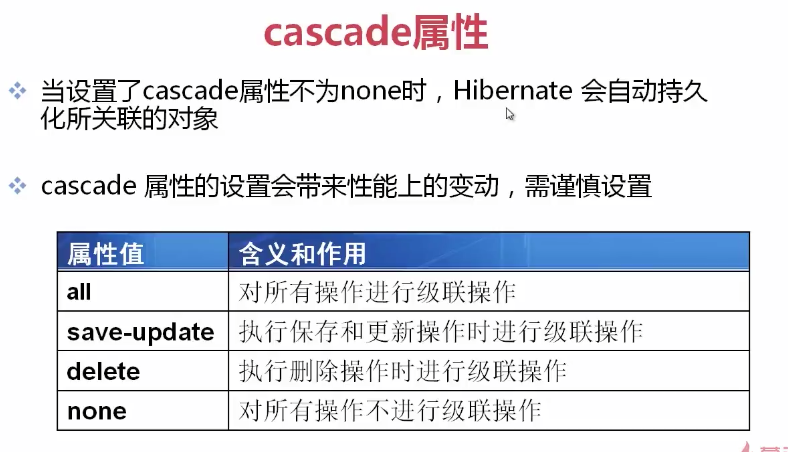 cascade属性
当设置了cascade属性不为none时，Hibernate 会自动持久
化所关联的对象
cascade 属性的设置会带来性能上的变动，需谨慎设置
属性值 含义和作用
all 对所有操作进行级联操作
save-update 执行保存和更新操作时进行级联操作
delete 执行删除操作时进行级联操作
none 对所有操作不进行级联操作